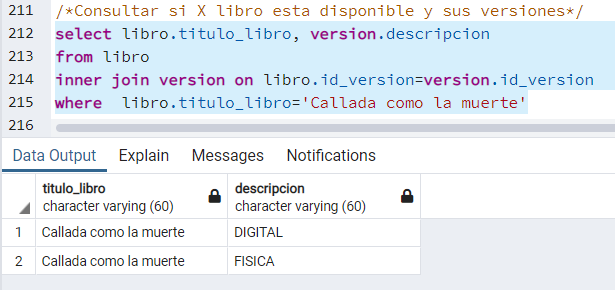 211 /*Consultar si X libro esta disponible y sus versiones*/
212 select libro.titulo_libro, version.descripcion
213 from libro
214 inner join version on libro.id_version=version.id_version
215 where  libro.titulo_libro='Callada como la muerte'
216
Data Output Explain Messages Notifications
titulo_libro descripcion
character varying (60) character varying (60)
1 Callada como la muerte DIGITAL
2 Callada como la muerte FISICA